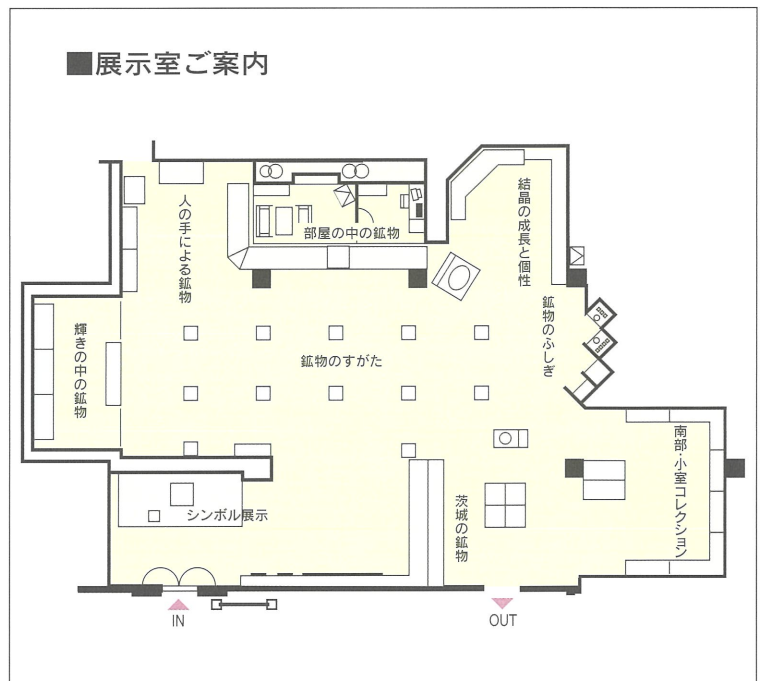 ■展示室ご案内
人の手による鉱物
部屋の中の鉱物
結晶の成長と個性
鉱物のふしぎ
輝きの中の鉱物
鉱物のすがた
南部・小室コレクション
シンボル展示
茨城の鉱物
IN
OUT